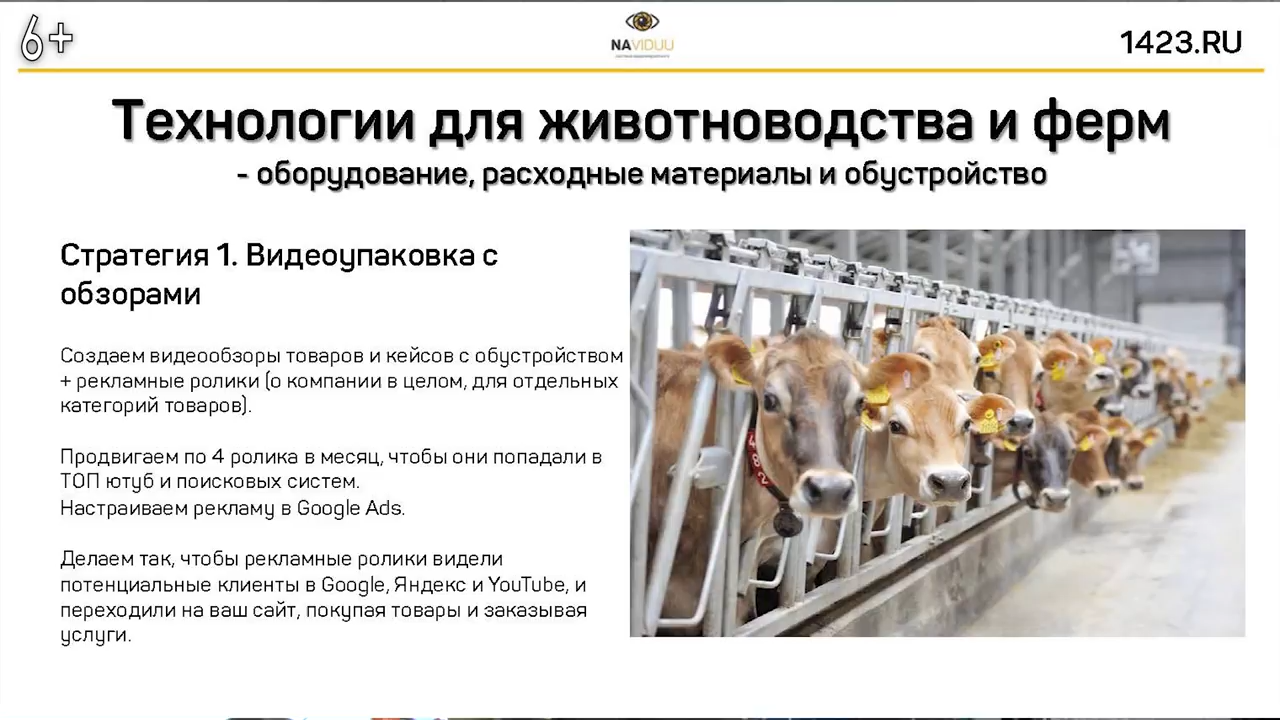 6+
NAVIDUU
1423.RU
Технологии для животноводства и ферм
- оборудование, расходные материалы и обустройство
Стратегия 1. Видеоупаковка с
обзорами
Создаем видеообзоры товаров и кейсов с обустройством
+ рекламные ролики (о компании в целом, для отдельных
категорий товаров).
Продвигаем по 4 ролика в месяц, чтобы они попадали в
ТОП ютуб и поисковых систем.
Настраиваем рекламу в Google Ads.
Делаем так, чтобы рекламные ролики видели
потенциальные клиенты в Google, Яндекс и YouTube, и
переходили на ваш сайт, покупая товары и заказывая
услуги.